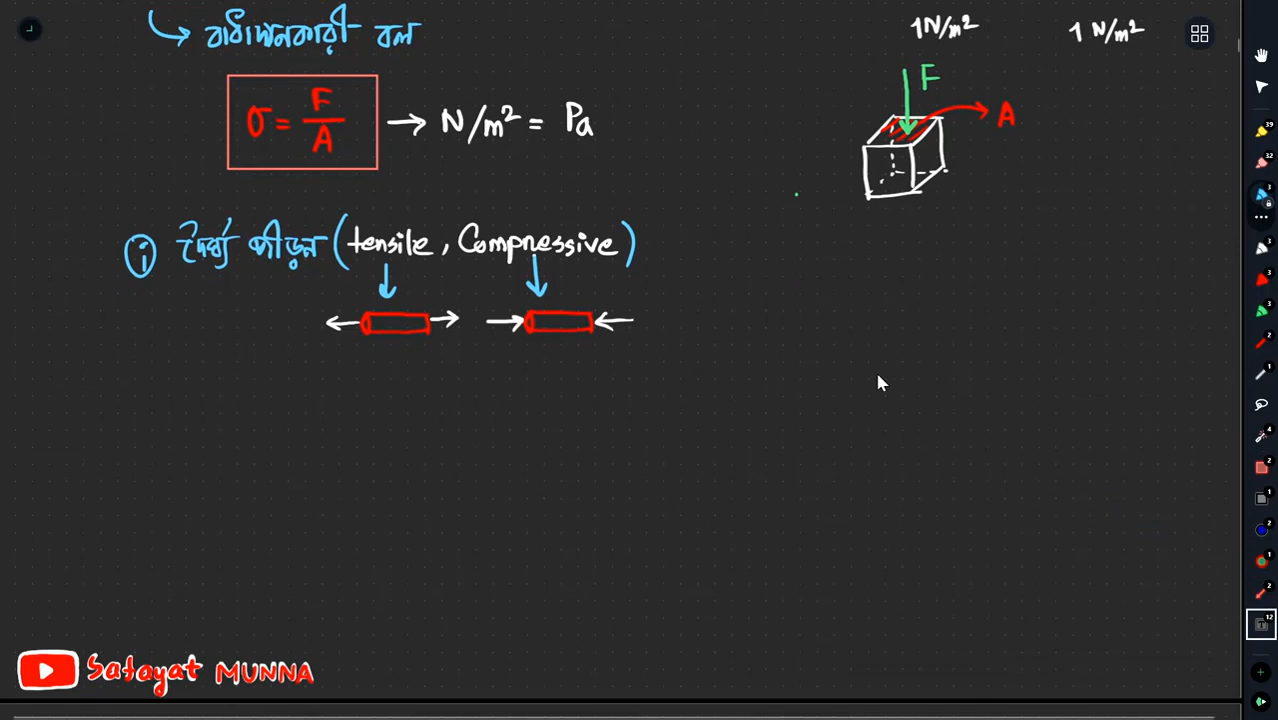 বাধাদানকারী বল
1N/m² 1 N/m²
F
σ = F/A → N/m² = Pa
A
i দৈর্ঘ্য পীড়ন (tensile, Compressive)
Satayat MUNNA